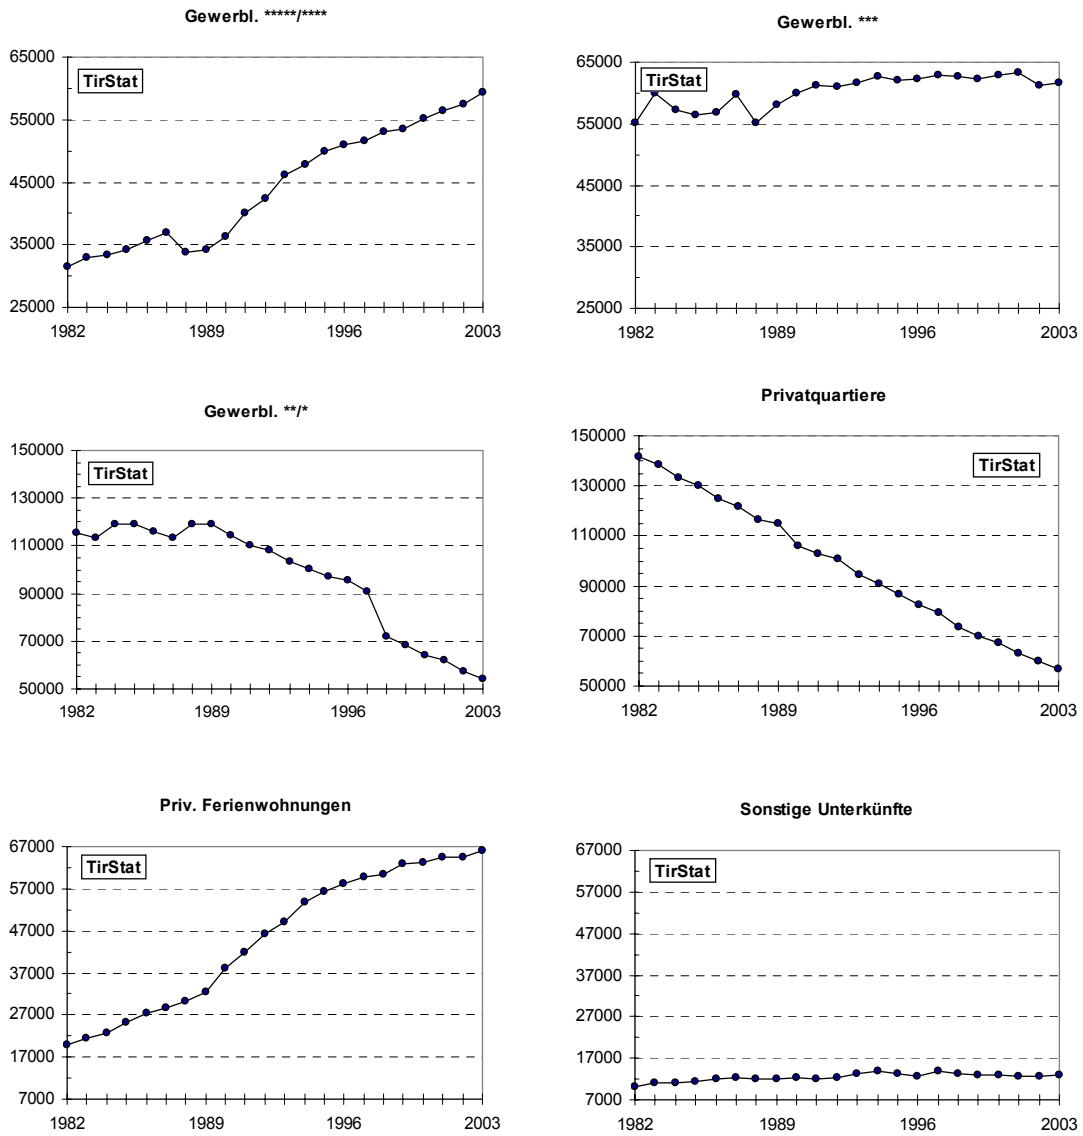 Gewerbl. *****/****
65000
55000
45000
35000
25000
1982 1989 1996 2003
TirStat
Gewerbl. ***
65000
55000
45000
35000
25000
1982 1989 1996 2003
TirStat
Gewerbl. **/*
150000
130000
110000
90000
70000
50000
1982 1989 1996 2003
TirStat
Privatquartiere
150000
130000
110000
90000
70000
50000
1982 1989 1996 2003
TirStat
Priv. Ferienwohnungen
67000
57000
47000
37000
27000
17000
7000
1982 1989 1996 2003
TirStat
Sonstige Unterkünfte
67000
57000
47000
37000
27000
17000
7000
1982 1989 1996 2003
TirStat